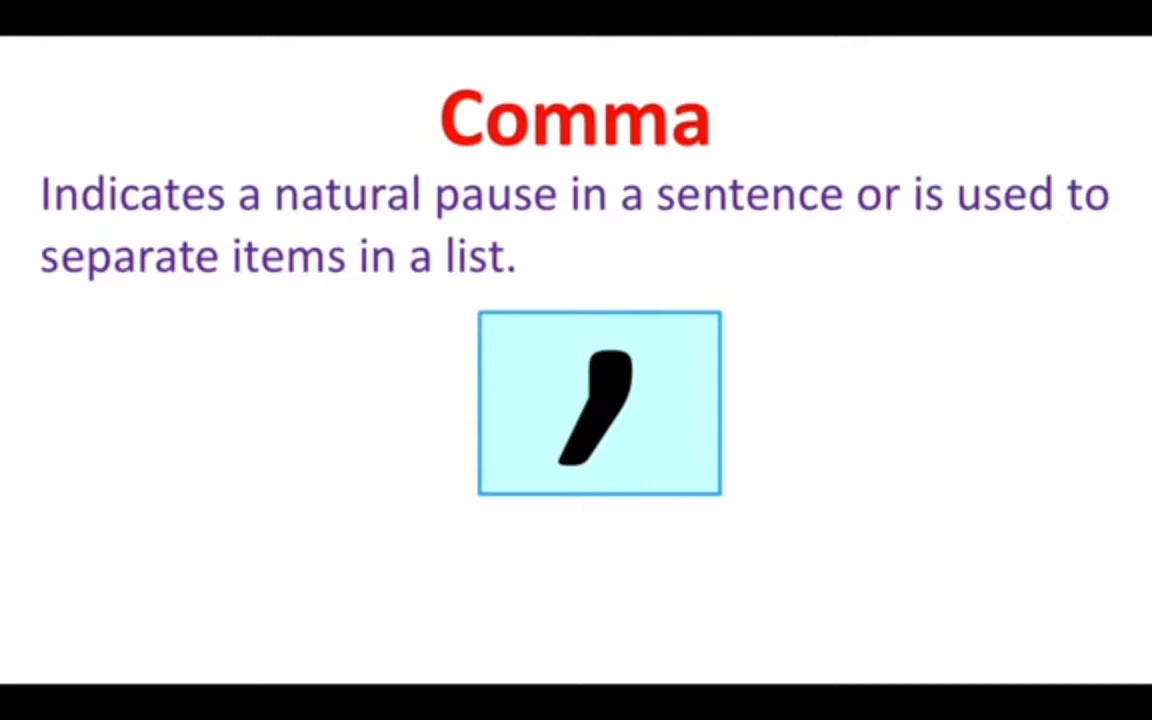 Comma
Indicates a natural pause in a sentence or is used to
separate items in a list.
,